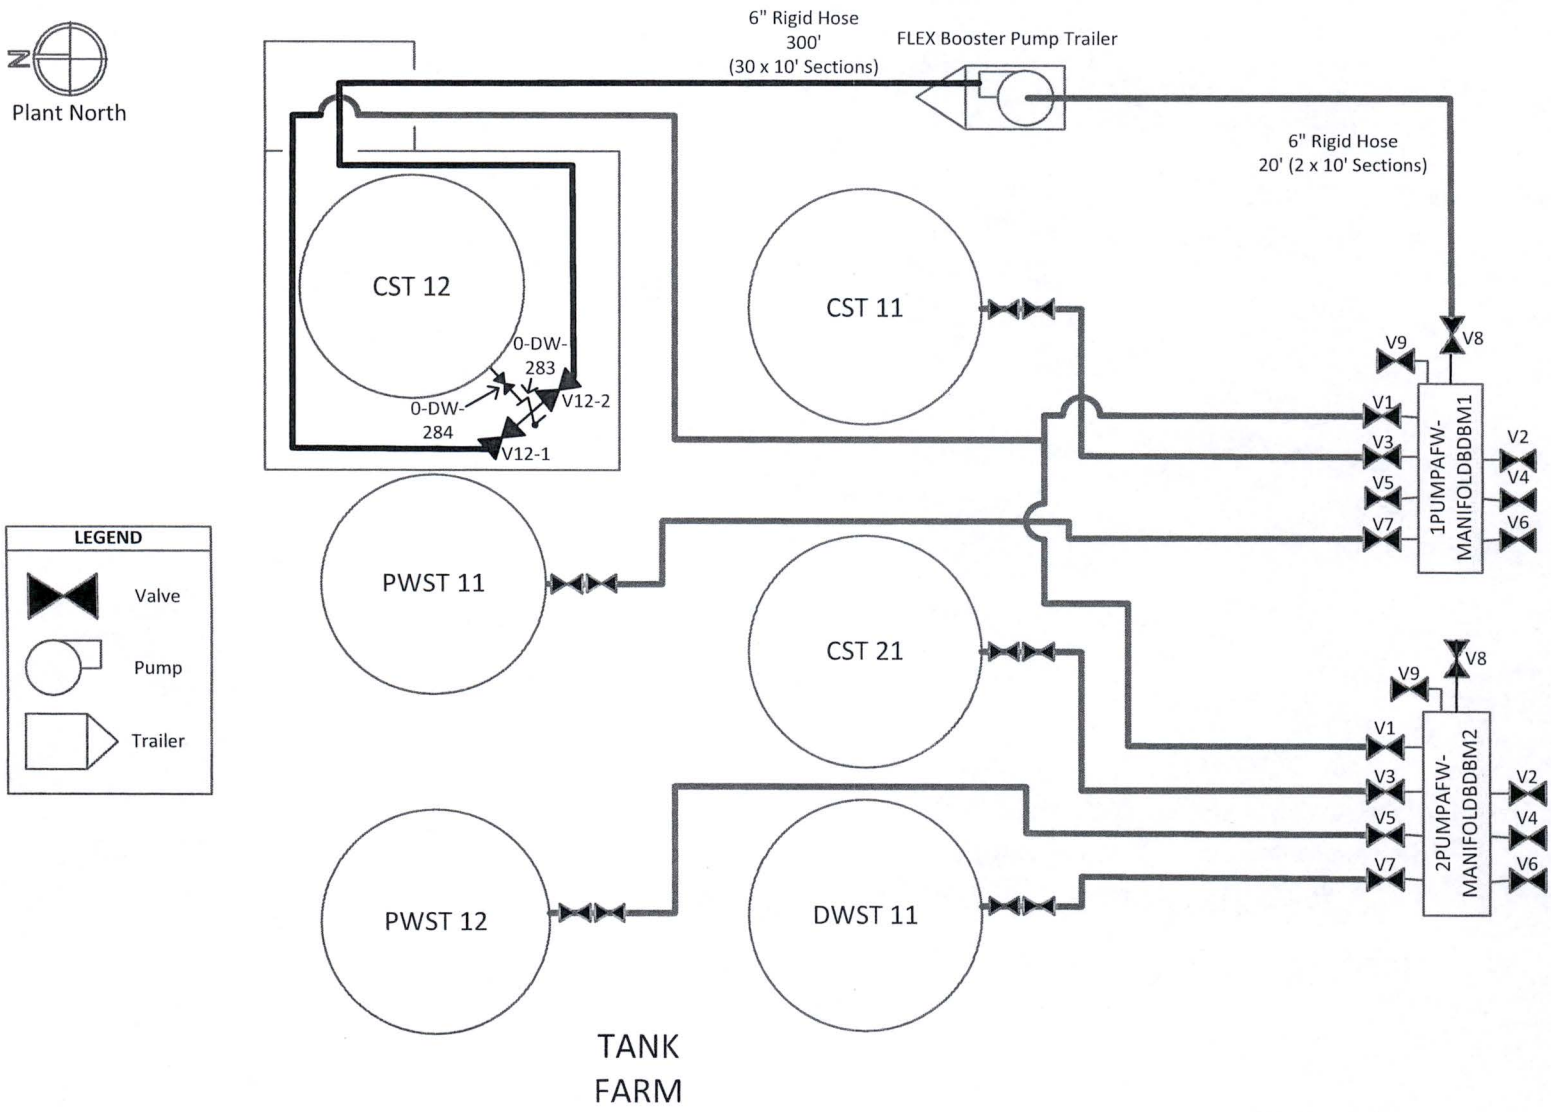 6" Rigid Hose
300'
(30 x 10' Sections)
FLEX Booster Pump Trailer
N
Plant North
6" Rigid Hose
20' (2 x 10' Sections)
CST 12
CST 11
0-DW-
283
0-DW-
284
V12-2
V12-1
V9
V8
V1
V3
V5
V7
1PUMPAFW-
MANIFOLDBDBM1
V2
V4
V6
LEGEND
Valve
Pump
Trailer
PWST 11
CST 21
V9
V8
V1
V3
V5
V7
2PUMPAFW-
MANIFOLDBDBM2
V2
V4
V6
PWST 12
DWST 11
TANK
FARM